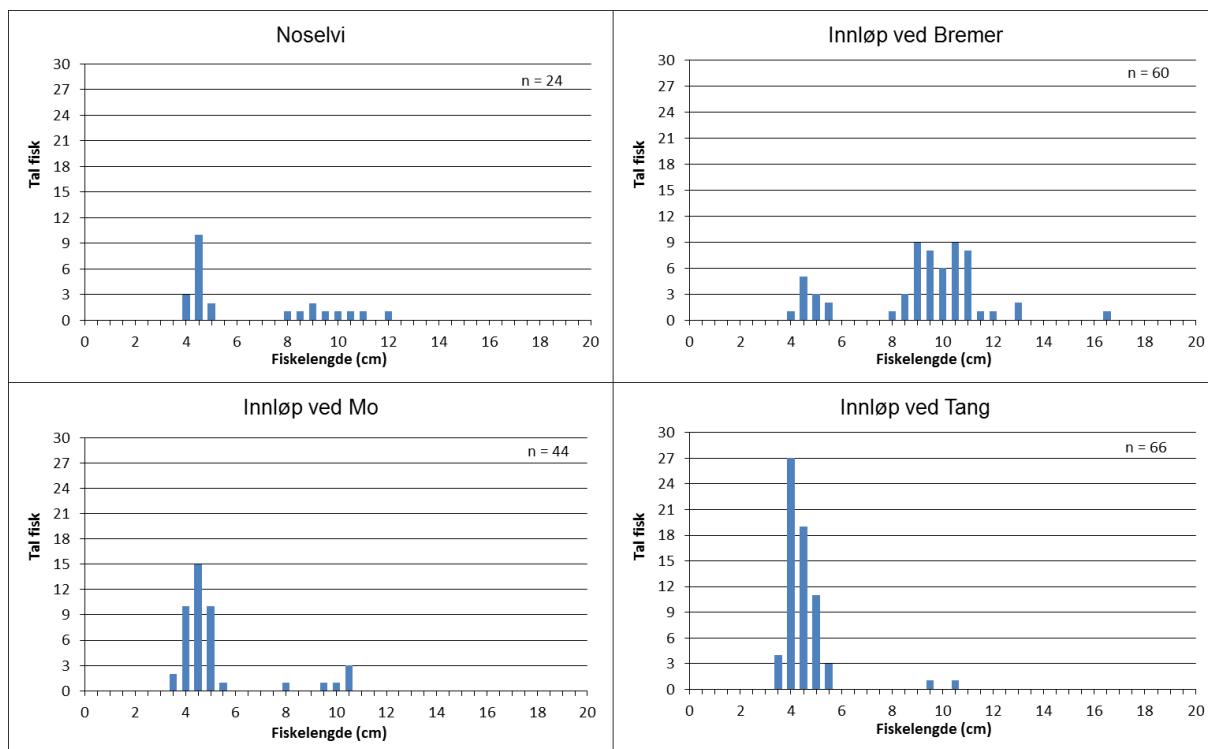 Noselvi
n = 24
Tal fisk
30
27
24
21
18
15
12
9
6
3
0
0 2 4 6 8 10 12 14 16 18 20
Fiskelengde (cm)
Innløp ved Bremer
n = 60
Tal fisk
30
27
24
21
18
15
12
9
6
3
0
0 2 4 6 8 10 12 14 16 18 20
Fiskelengde (cm)
Innløp ved Mo
n = 44
Tal fisk
30
27
24
21
18
15
12
9
6
3
0
0 2 4 6 8 10 12 14 16 18 20
Fiskelengde (cm)
Innløp ved Tang
n = 66
Tal fisk
30
27
24
21
18
15
12
9
6
3
0
0 2 4 6 8 10 12 14 16 18 20
Fiskelengde (cm)